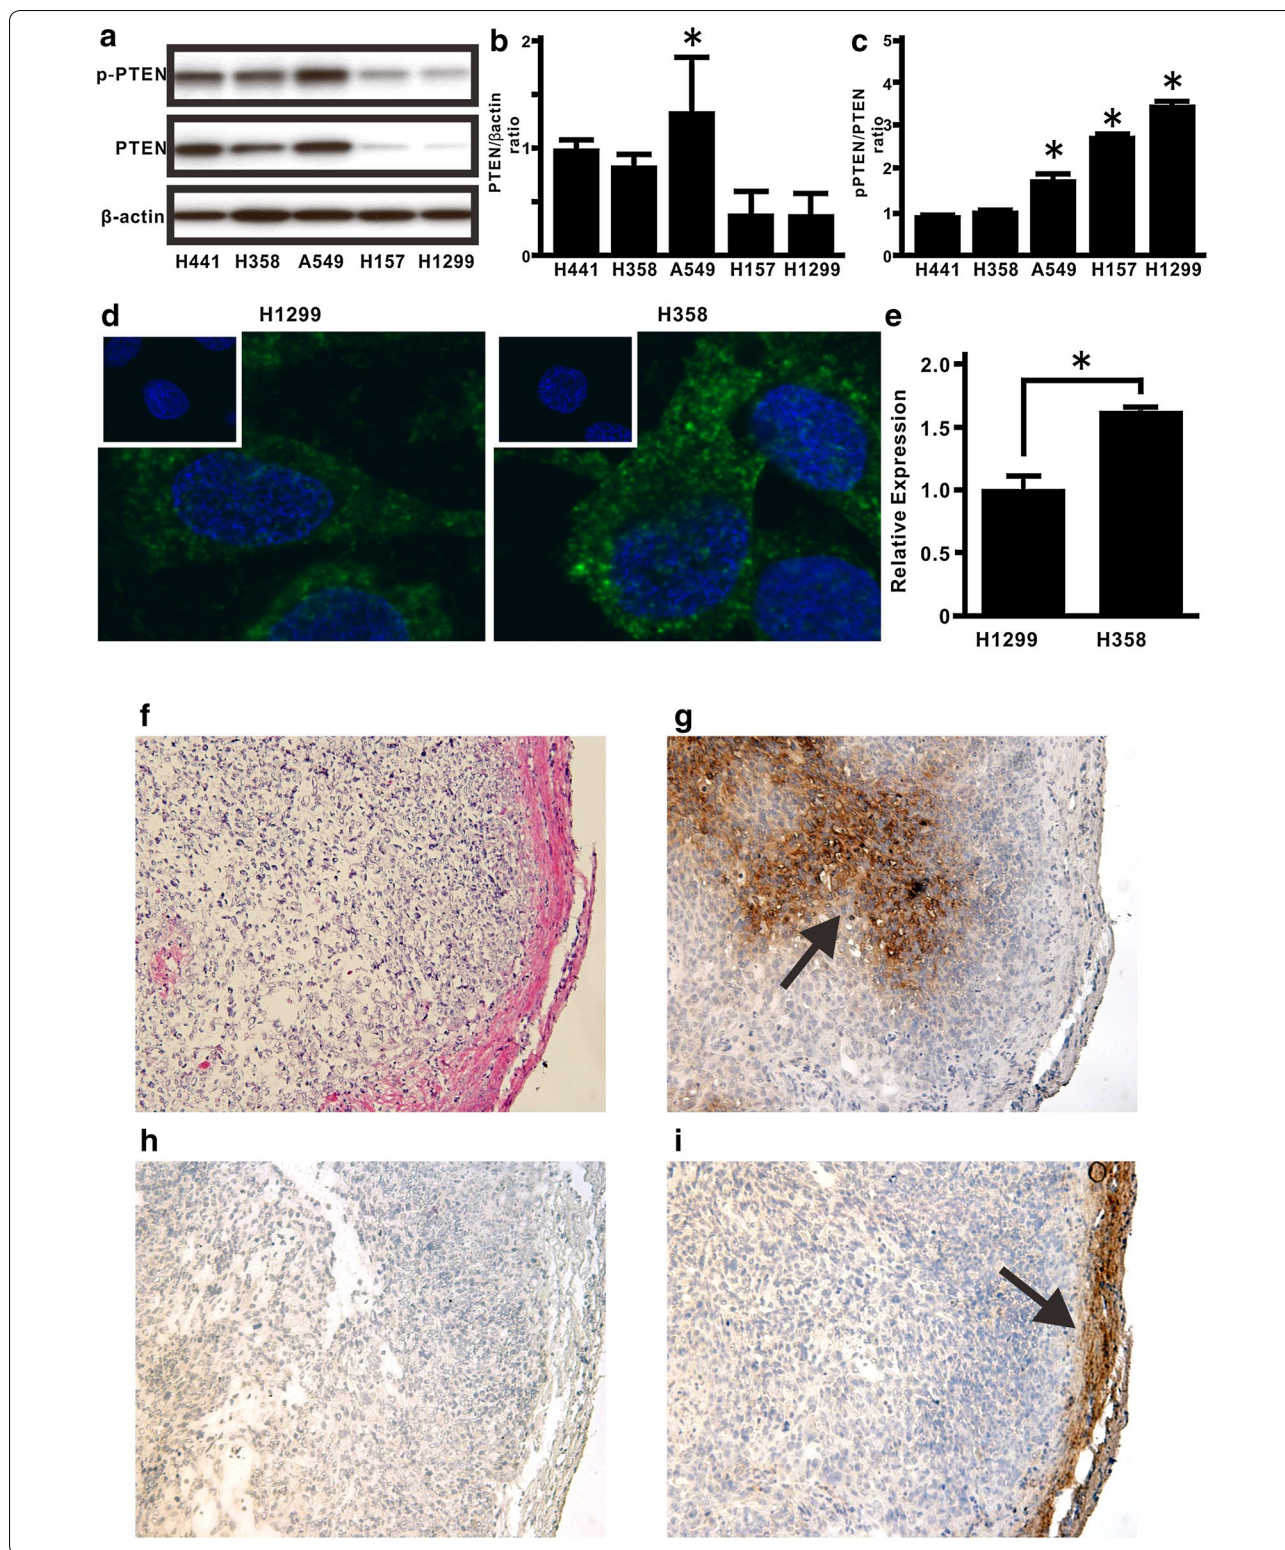 a
p-PTEN
PTEN
β-actin
H441 H358 A549 H157 H1299
b
PTEN/βactin
ratio
2
*
1
0
H441 H358 A549 H157 H1299
c
pPTEN/PTEN
ratio
5
4
3
2
1
0
* * *
H441 H358 A549 H157 H1299
d
H1299
H358
e
Relative Expression
2.0
1.5
1.0
0.5
0
*
H1299 H358
f
g
h
i